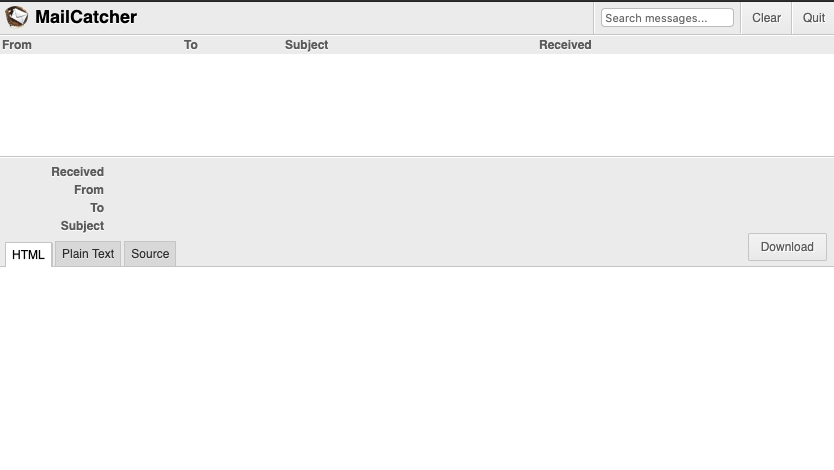 MailCatcher Search messages... Clear Quit
From To Subject Received
Received
From
To
Subject
HTML Plain Text Source Download